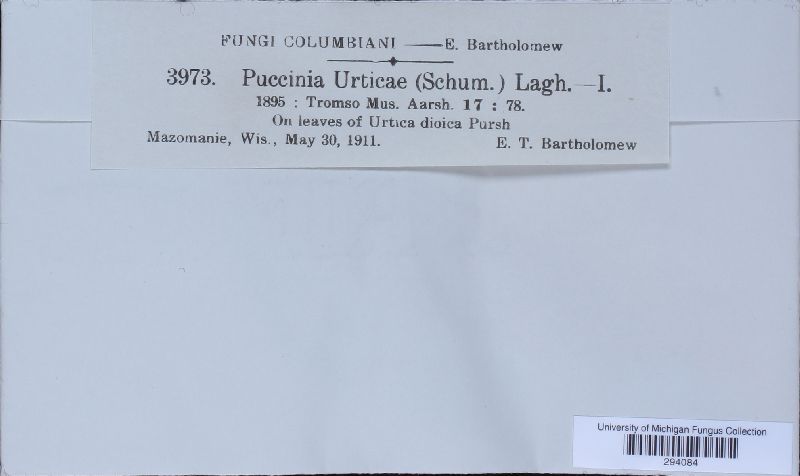 FUNGI COLUMBIANI —— E. Bartholomew
3973. Puccinia Urticae (Schum.) Lagh. —I.
1895 : Tromso Mus. Aarsh. 17 : 78.
On leaves of Urtica dioica Pursh
Mazomanie, Wis., May 30, 1911. E. T. Bartholomew
University of Michigan Fungus Collection
294084